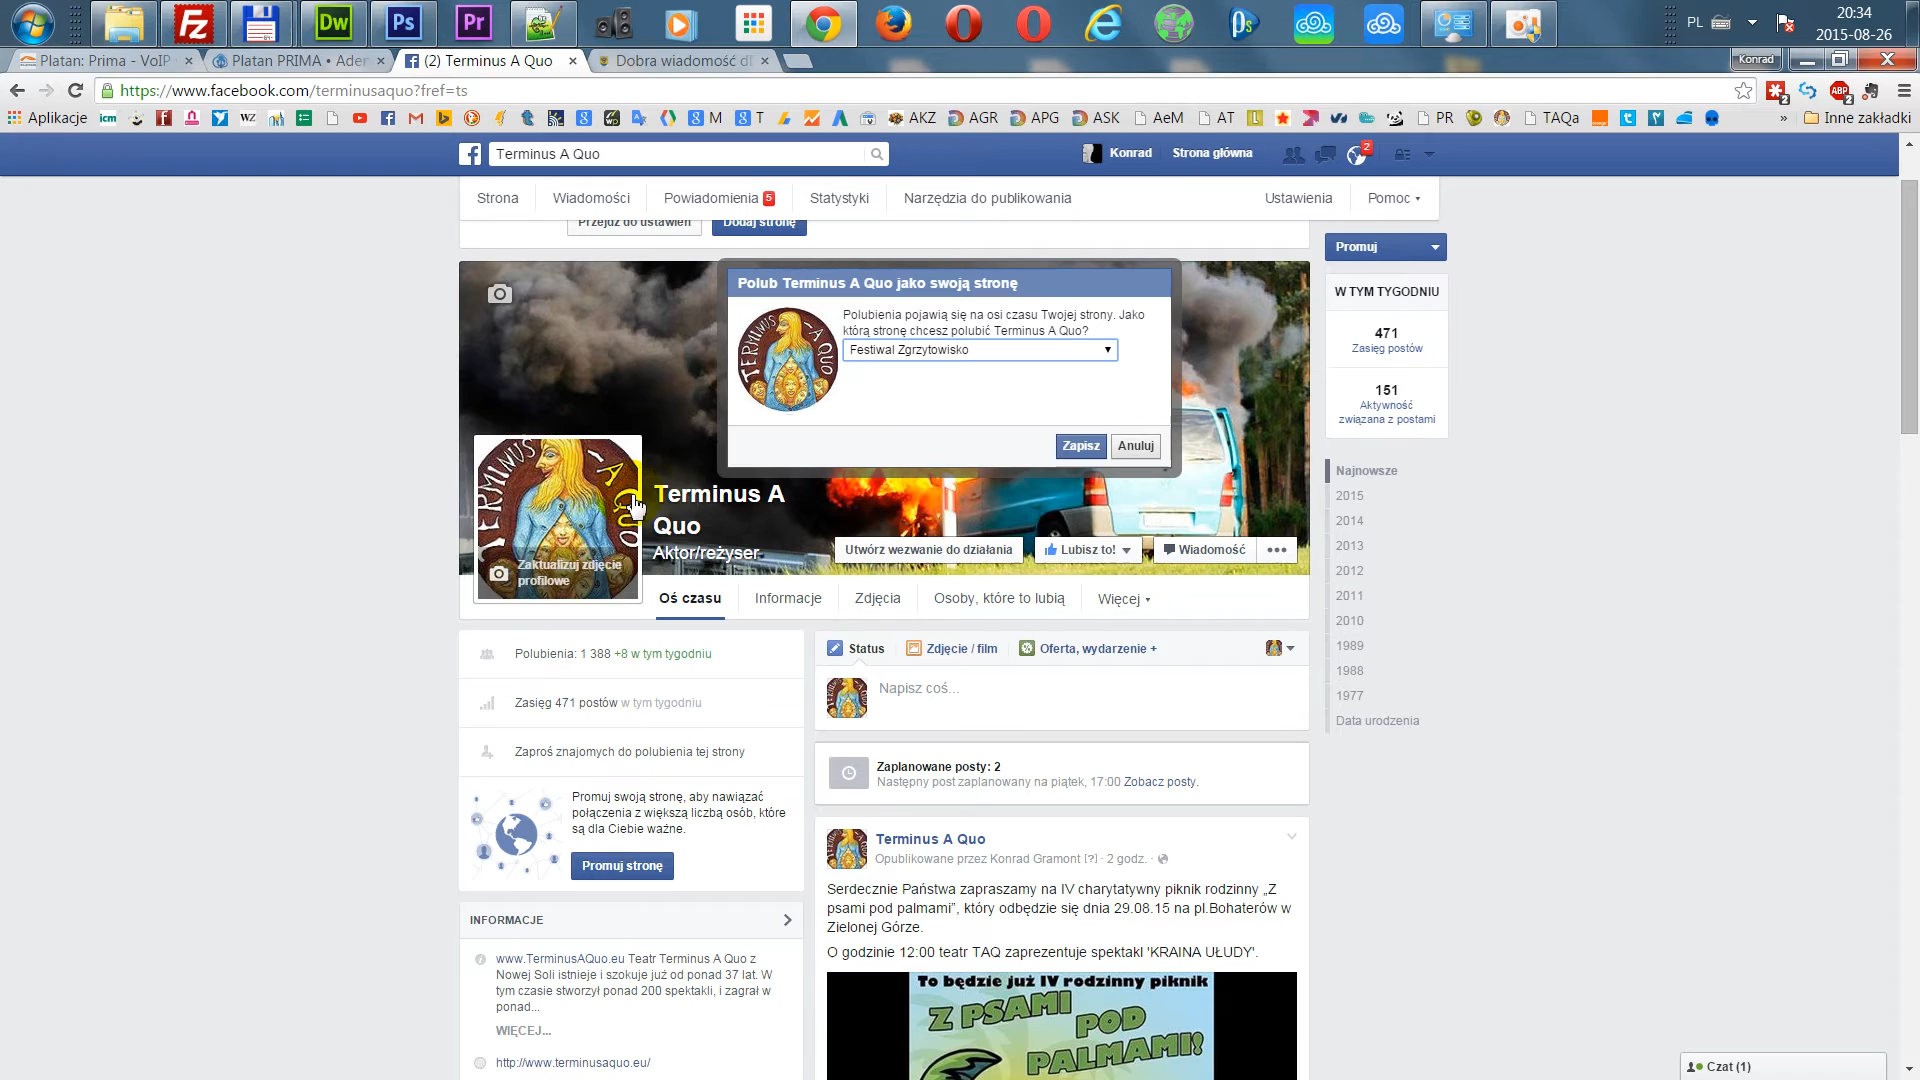 PL
20:34
2015-08-26
Platan: Prima - VoIP
Platan PRIMA • Aden
(2) Terminus A Quo
Dobra wiadomość dl
Konrad
https://www.facebook.com/terminusaquo?fref=ts
Aplikacje
M
T
AKZ
AGR
APG
ASK
AeM
AT
PR
TAQa
»
Inne zakładki
Terminus A Quo
Konrad
Strona główna
2
Strona
Wiadomości
Powiadomienia 5
Statystyki
Narzędzia do publikowania
Ustawienia
Pomoc
Przejdź do ustawień
Dodaj stronę
Promuj
Polub Terminus A Quo jako swoją stronę
Polubienia pojawią się na osi czasu Twojej strony. Jako
którą stronę chcesz polubić Terminus A Quo?
Festiwal Zgrzytowisko
TERMINUS A QUO
Zapisz
Anuluj
W TYM TYGODNIU
471
Zasięg postów
151
Aktywność
związana z postami
Najnowsze
2015
2014
2013
2012
2011
2010
1989
1988
1977
Data urodzenia
TERMINUS A QUO
Zaktualizuj zdjęcie
profilowe
Terminus A
Quo
Aktor/reżyser
Utwórz wezwanie do działania
Lubisz to!
Wiadomość
Oś czasu
Informacje
Zdjęcia
Osoby, które to lubią
Więcej
Polubienia: 1 388 +8 w tym tygodniu
Zasięg 471 postów w tym tygodniu
Zaproś znajomych do polubienia tej strony
Promuj swoją stronę, aby nawiązać
połączenia z większą liczbą osób, które
są dla Ciebie ważne.
Promuj stronę
INFORMACJE
www.TerminusAQuo.eu Teatr Terminus A Quo z
Nowej Soli istnieje i szokuje już od ponad 37 lat. W
tym czasie stworzył ponad 200 spektakli, i zagrał w
ponad...
WIĘCEJ...
http://www.terminusaquo.eu/
Status
Zdjęcie / film
Oferta, wydarzenie +
Napisz coś...
Zaplanowane posty: 2
Następny post zaplanowany na piątek, 17:00 Zobacz posty.
Terminus A Quo
Opublikowane przez Konrad Gramont [?] · 2 godz. ·
Serdecznie Państwa zapraszamy na IV charytatywny piknik rodzinny „Z
psami pod palmami”, który odbędzie się dnia 29.08.15 na pl.Bohaterów w
Zielonej Górze.
O godzinie 12:00 teatr TAQ zaprezentuje spektakl 'KRAINA UŁUDY'.
To będzie już IV rodzinny piknik
Z PSAMI
POD
PALMAMI!
Czat (1)